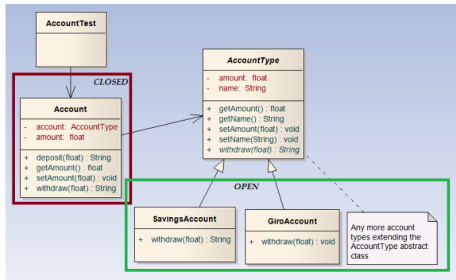 AccountTest
CLOSED
Account
- account: AccountType
- amount: float
+ deposit(float) : String
+ getAmount() : float
+ setAmount(float) : void
+ withdraw(float) : String
AccountType
- amount: float
- name: String
+ getAmount() : float
+ getName() : String
+ setAmount(float) : void
+ setName(String) : void
+ withdraw(float) : String
OPEN
SavingsAccount
+ withdraw(float) : String
GiroAccount
+ withdraw(float) : void
Any more account
types extending the
AccountType abstract
class